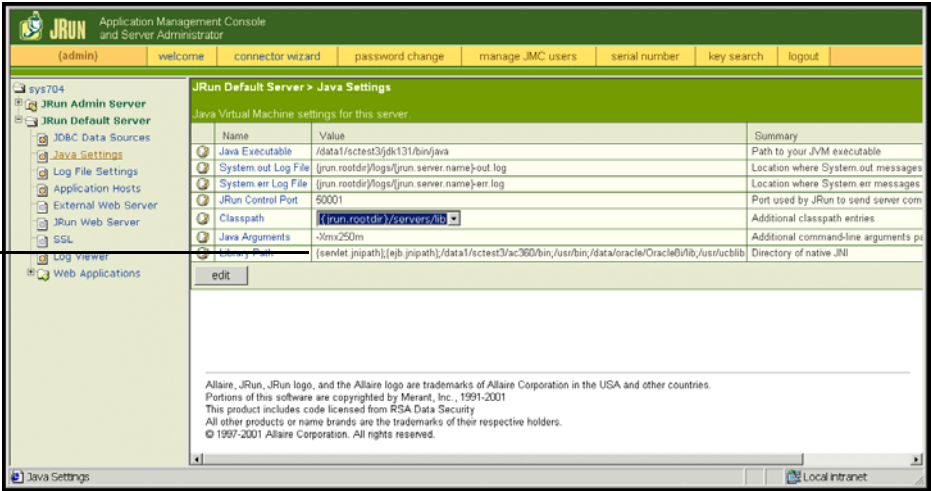 JRUN Application Management Console
and Server Administrator
(admin) welcome connector wizard password change manage JMC users serial number key search logout
sys704
JRun Admin Server
JRun Default Server
JDBC Data Sources
Java Settings
Log File Settings
Application Hosts
External Web Server
JRun Web Server
SSL
Log Viewer
Web Applications
JRun Default Server > Java Settings
Java Virtual Machine settings for this server.
Name Value Summary
Java Executable /data1/sctest3/jdk131/bin/java Path to your JVM executable
System.out Log File {jrun.rootdir}/logs/{jrun.server.name}-out.log Location where System.out messages
System.err Log File {jrun.rootdir}/logs/{jrun.server.name}-err.log Location where System.err messages
JRun Control Port 50001 Port used by JRun to send server com
Classpath {jrun.rootdir}/servers/lib Additional classpath entries
Java Arguments -Xmx250m Additional command-line arguments pa
Library Path {servlet.jnipath};{ejb.jnipath};/data1/sctest3/ac360/bin;/usr/bin;/data/oracle/Oracle8i/lib;/usr/ucblib Directory of native JNI
edit
Allaire, JRun, JRun logo, and the Allaire logo are trademarks of Allaire Corporation in the USA and other countries.
Portions of this software are copyrighted by Merant, Inc., 1991-2001
This product includes code licensed from RSA Data Security
All other products or name brands are the trademarks of their respective holders.
© 1997-2001 Allaire Corporation. All rights reserved.
Java Settings Local intranet